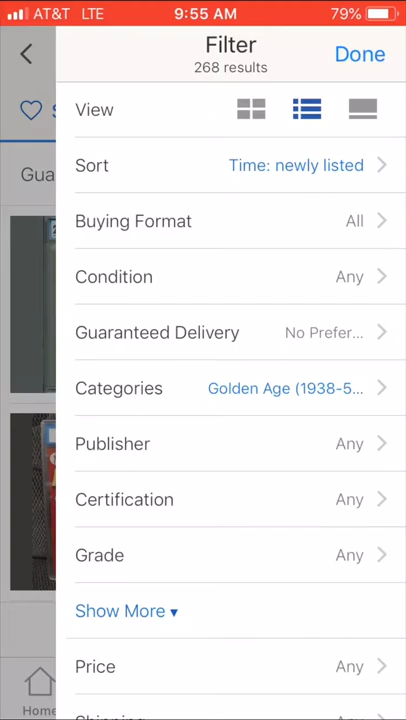 AT&T LTE 9:55 AM 79%
Filter
268 results
Done
View
Sort Time: newly listed
Gua
Buying Format All
Condition Any
Guaranteed Delivery No Prefer...
Categories Golden Age (1938-5...
Publisher Any
Certification Any
Grade Any
Show More ▾
Price Any
Home
Shipping